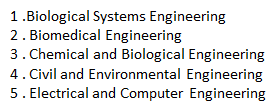 1 .Biological Systems Engineering
2 . Biomedical Engineering
3 . Chemical and Biological Engineering
4 . Civil and Environmental Engineering
5 . Electrical and Computer Engineering